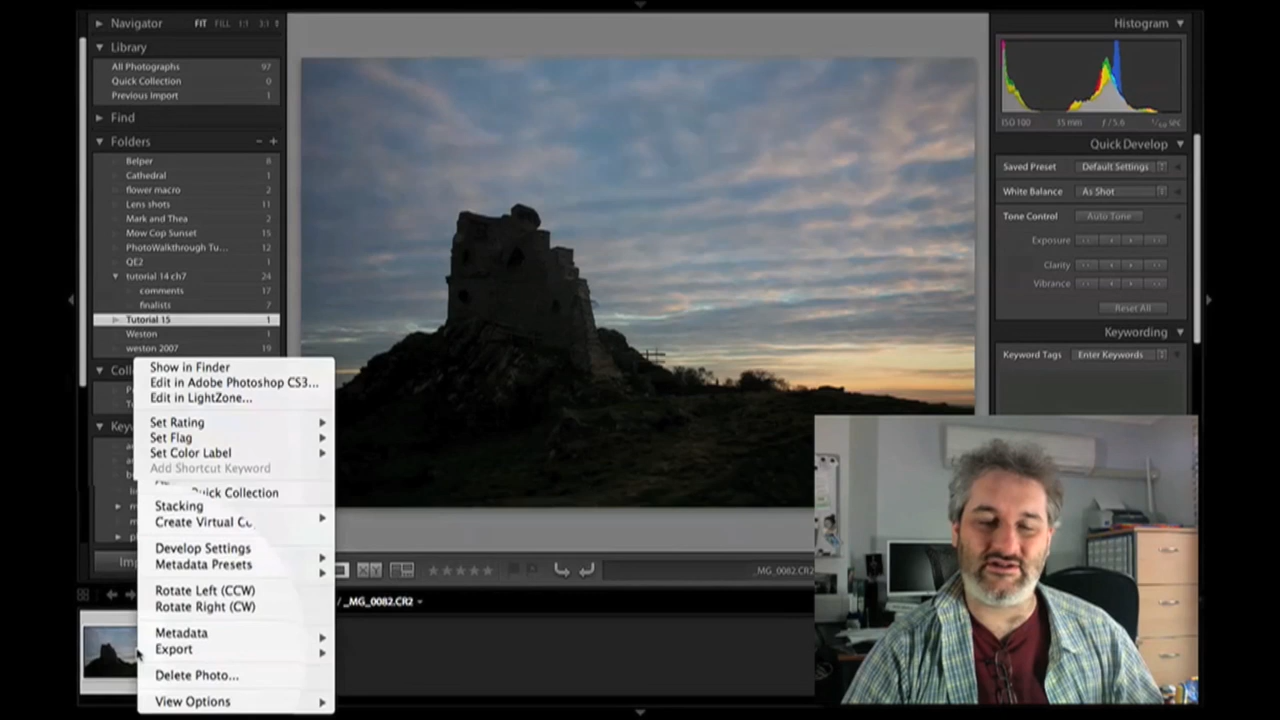 Navigator
FIT FILL 1:1 3:1
Library
All Photographs 97
Quick Collection 1
Previous Import 1
Find
Folders − +
Belper 8
Cathedral 1
flower macro 2
Lens shots 11
Mark and Thea 2
Mow Cop Sunset 15
PhotoWalkthrough Tu... 12
QE2 1
tutorial 14 ch7 24
comments 17
finalists 7
Tutorial 15 1
Weston 1
weston 2007 19
Show in Finder
Edit in Adobe Photoshop CS3...
Edit in LightZone...
Set Rating
Set Flag
Set Color Label
Add Shortcut Keyword
Quick Collection
Stacking
Create Virtual
Develop Settings
Metadata Presets
Rotate Left (CCW)
Rotate Right (CW)
Metadata
Export
Delete Photo...
View Options
XY
/ _MG_0082.CR2
_MG_0082.CR2
Histogram
ISO 100 15 mm f / 5.6
Quick Develop
Saved Preset Default Settings
White Balance As Shot
Tone Control Auto Tone
Exposure
Clarity
Vibrance
Reset All
Keywording
Keyword Tags Enter Keywords